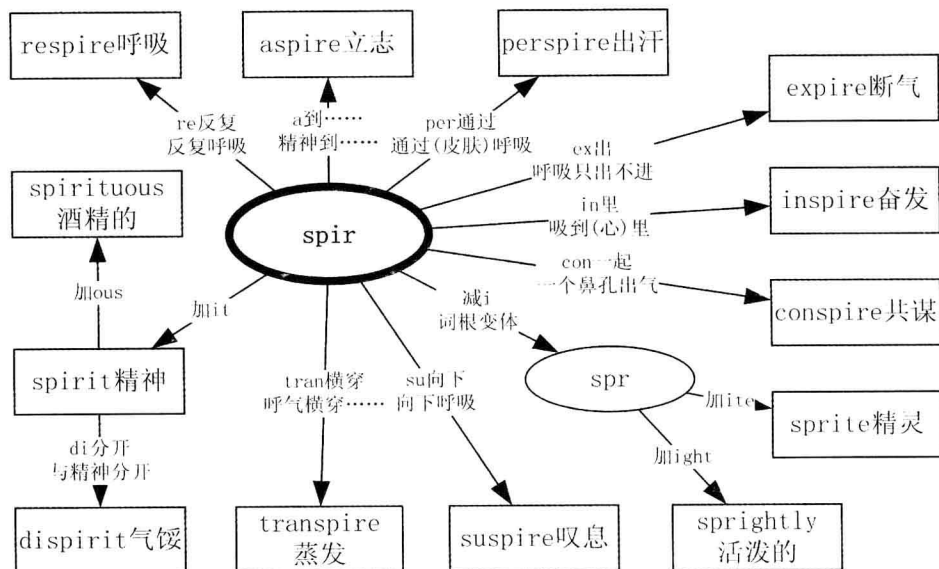 respire呼吸
aspire立志
perspire出汗
expire断气
re反复
反复呼吸
a到……
精神到……
per通过
通过(皮肤)呼吸
ex出
呼吸只出不进
spirituous
酒精的
spir
in里
吸到(心)里
inspire奋发
con一起
一个鼻孔出气
conspire共谋
加ous
加it
减i
词根变体
spirit精神
tran横穿
呼气横穿……
su向下
向下呼吸
spr
加ite
sprite精灵
di分开
与精神分开
加ight
dispirit气馁
transpire
蒸发
suspire叹息
sprightly
活泼的